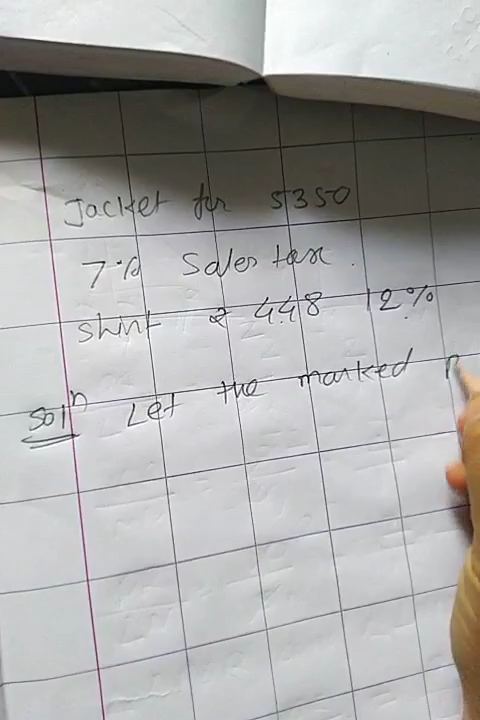 Jacket for 5350
7% Sales tax.
Shirt ₹ 448 12%
Solⁿ Let the marked